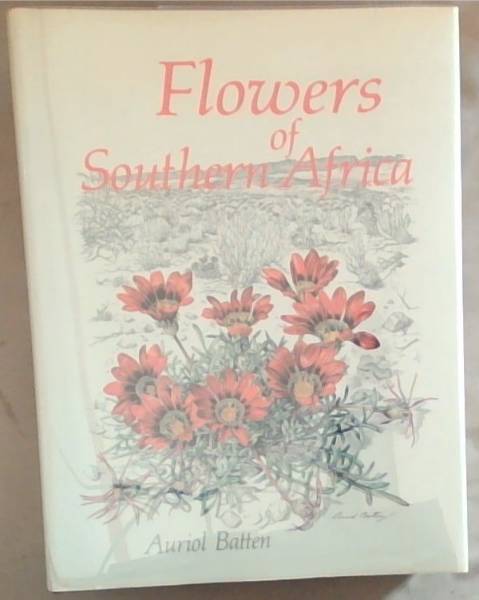 Flowers
of
Southern Africa
Auriol Batten